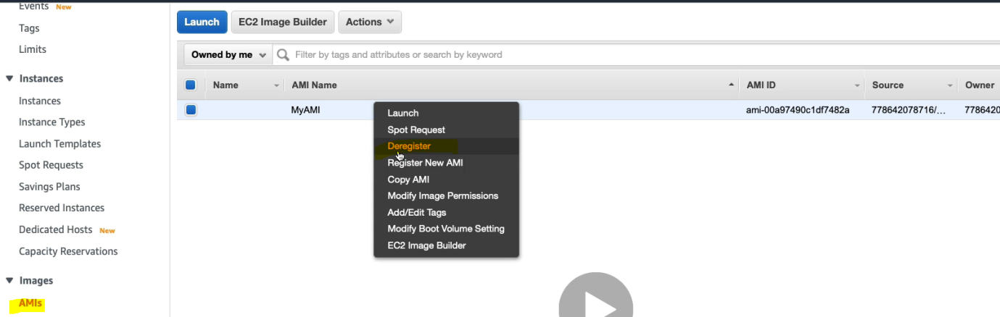 Events New
Tags
Limits
Instances
Instances
Instance Types
Launch Templates
Spot Requests
Savings Plans
Reserved Instances
Dedicated Hosts New
Capacity Reservations
Images
AMIs
Launch EC2 Image Builder Actions
Owned by me Filter by tags and attributes or search by keyword
Name AMI Name AMI ID Source Owner
MyAMI ami-00a97490c1df7482a 778642078716/... 7786420
Launch
Spot Request
Deregister
Register New AMI
Copy AMI
Modify Image Permissions
Add/Edit Tags
Modify Boot Volume Setting
EC2 Image Builder